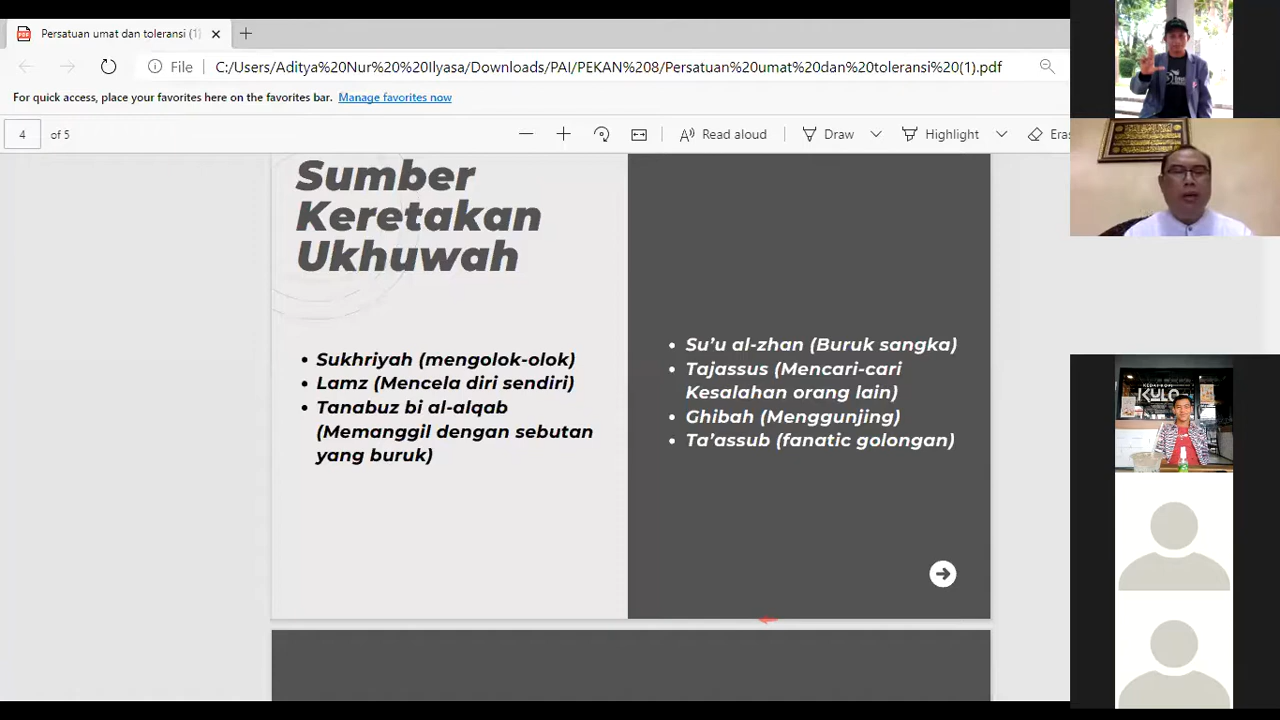 Persatuan umat dan toleransi (1)
File
C:/Users/Aditya%20Nur%20%20Ilyasa/Downloads/PAI/PEKAN%208/Persatuan%20umat%20dan%20toleransi%20(1).pdf
For quick access, place your favorites here on the favorites bar. Manage favorites now
4 of 5
Read aloud
Draw
Highlight
Eras
Sumber
Keretakan
Ukhuwah
• Sukhriyah (mengolok-olok)
• Lamz (Mencela diri sendiri)
• Tanabuz bi al-alqab
(Memanggil dengan sebutan
yang buruk)
• Su’u al-zhan (Buruk sangka)
• Tajassus (Mencari-cari
Kesalahan orang lain)
• Ghibah (Menggunjing)
• Ta’assub (fanatic golongan)
KULO